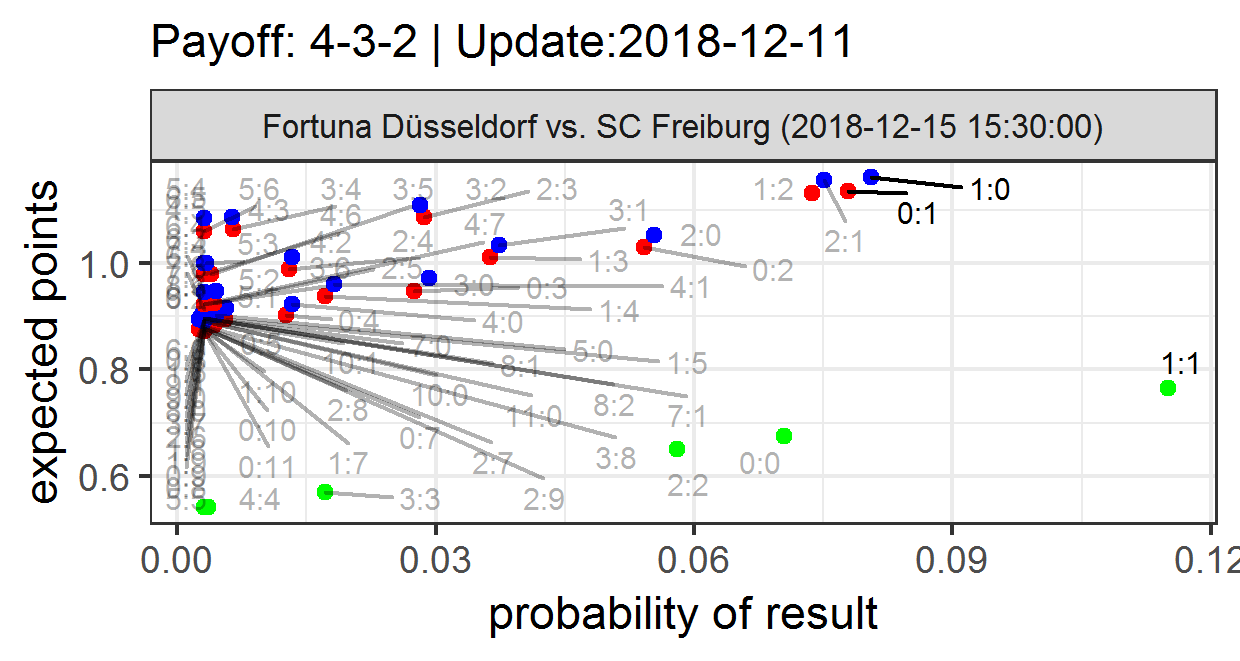 Payoff: 4-3-2 | Update:2018-12-11
Fortuna Düsseldorf vs. SC Freiburg (2018-12-15 15:30:00)
expected points
1.0
0.8
0.6
5:4 5:6 3:4 3:5 3:2 2:3 1:2 1:0
4:3 4:6 4:7 3:1 0:1
5:3 4:2 2:4 2:0 2:1
3:6 2:5 1:3 0:2
5:2 3:0 0:3 4:1
5:1 1:4
0:4 4:0
0:5 7:0 5:0
10:1 8:1 1:5 1:1
1:10 10:0
2:8 11:0 8:2 7:1
0:10 0:7
0:11 1:7 2:7 3:8 0:0
2:2
4:4 3:3 2:9
0.00 0.03 0.06 0.09 0.12
probability of result